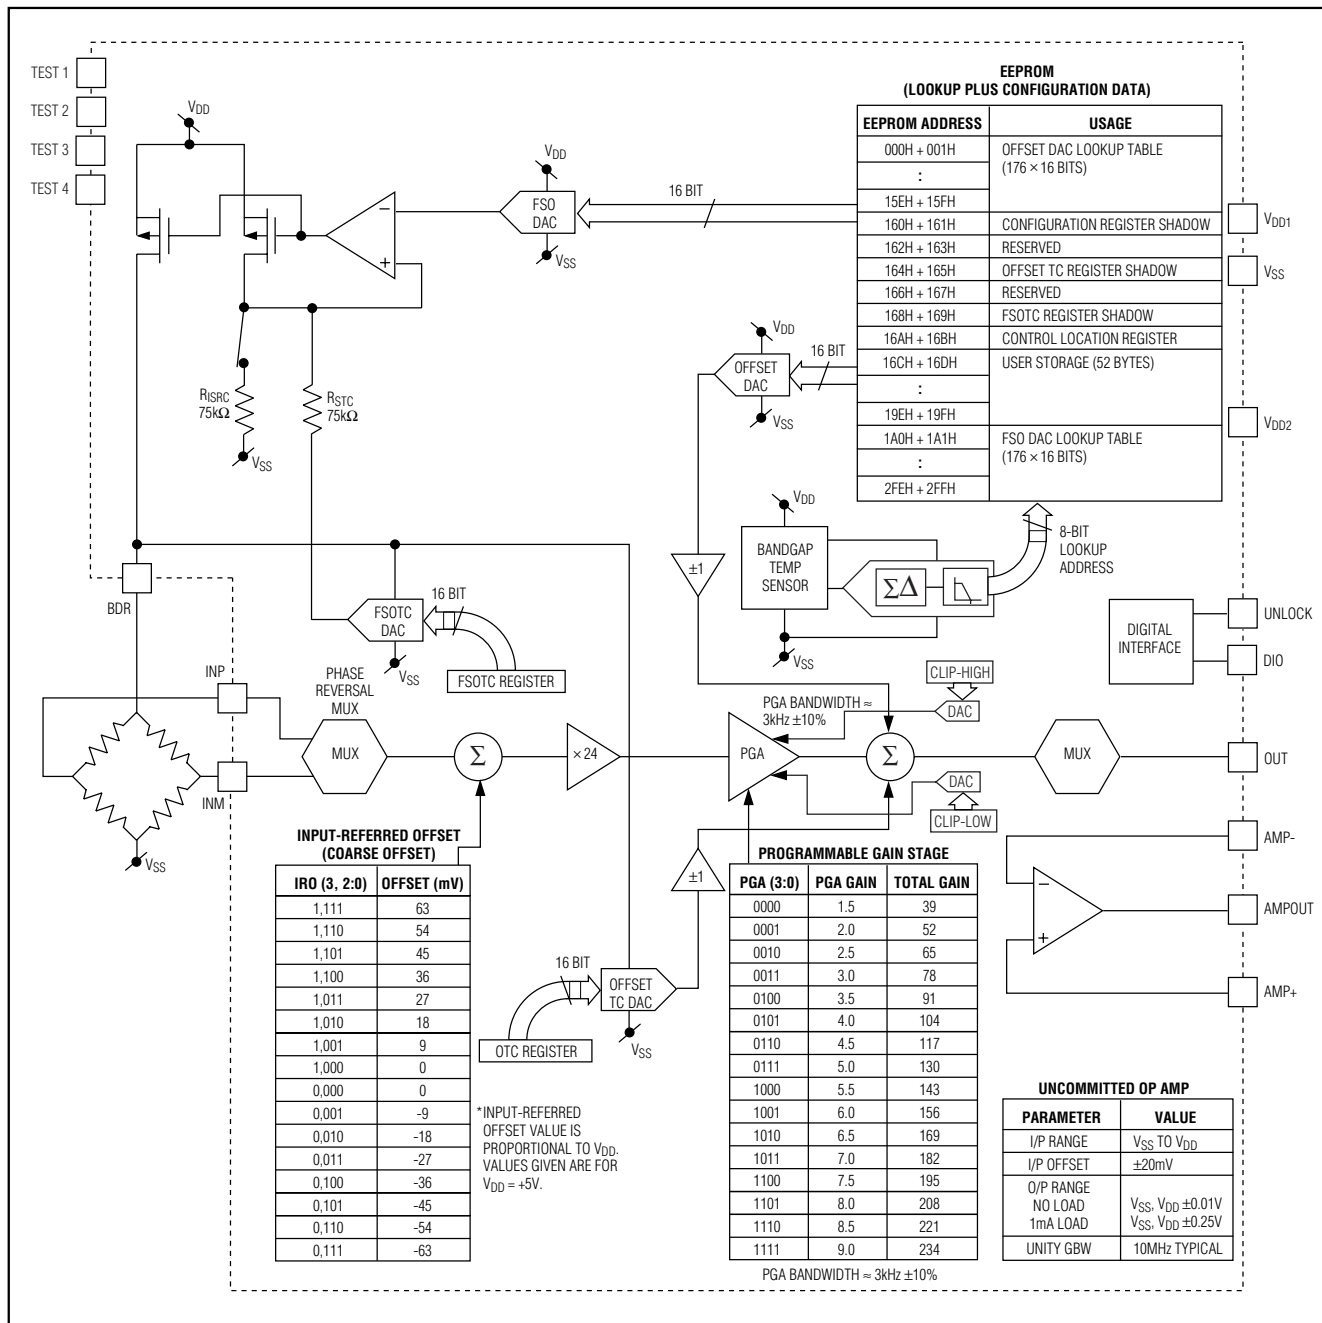 EEPROM
(LOOKUP PLUS CONFIGURATION DATA)
EEPROM ADDRESS USAGE
000H + 001H OFFSET DAC LOOKUP TABLE
(176 × 16 BITS)
:
15EH + 15FH
160H + 161H CONFIGURATION REGISTER SHADOW
162H + 163H RESERVED
164H + 165H OFFSET TC REGISTER SHADOW
166H + 167H RESERVED
168H + 169H FSOTC REGISTER SHADOW
16AH + 16BH CONTROL LOCATION REGISTER
16CH + 16DH USER STORAGE (52 BYTES)
:
19EH + 19FH
1A0H + 1A1H FSO DAC LOOKUP TABLE
(176 × 16 BITS)
:
2FEH + 2FFH
TEST 1
TEST 2
TEST 3
TEST 4
VDD
VDD
FSO
DAC
VSS
16 BIT
−
+
VDD1
VSS
VDD2
VDD
OFFSET
DAC
VSS
16 BIT
RISRC
75kΩ
VSS
RSTC
75kΩ
VDD
BANDGAP
TEMP
SENSOR
VSS
ΣΔ
8-BIT
LOOKUP
ADDRESS
±1
BDR
FSOTC
DAC
VSS
16 BIT
FSOTC REGISTER
DIGITAL
INTERFACE
UNLOCK
DIO
INP
INM
VSS
PHASE
REVERSAL
MUX
MUX
Σ
× 24
PGA BANDWIDTH ≈
3kHz ±10%
PGA
CLIP-HIGH
DAC
Σ
DAC
CLIP-LOW
MUX
OUT
AMP-
AMPOUT
AMP+
−
+
±1
INPUT-REFERRED OFFSET
(COARSE OFFSET)
IRO (3, 2:0) OFFSET (mV)
1,111 63
1,110 54
1,101 45
1,100 36
1,011 27
1,010 18
1,001 9
1,000 0
0,000 0
0,001 -9
0,010 -18
0,011 -27
0,100 -36
0,101 -45
0,110 -54
0,111 -63
16 BIT
OFFSET
TC DAC
VSS
OTC REGISTER
*INPUT-REFERRED
OFFSET VALUE IS
PROPORTIONAL TO VDD.
VALUES GIVEN ARE FOR
VDD = +5V.
PROGRAMMABLE GAIN STAGE
PGA (3:0) PGA GAIN TOTAL GAIN
0000 1.5 39
0001 2.0 52
0010 2.5 65
0011 3.0 78
0100 3.5 91
0101 4.0 104
0110 4.5 117
0111 5.0 130
1000 5.5 143
1001 6.0 156
1010 6.5 169
1011 7.0 182
1100 7.5 195
1101 8.0 208
1110 8.5 221
1111 9.0 234
PGA BANDWIDTH ≈ 3kHz ±10%
UNCOMMITTED OP AMP
PARAMETER VALUE
I/P RANGE VSS TO VDD
I/P OFFSET ±20mV
O/P RANGE
NO LOAD VSS, VDD ±0.01V
1mA LOAD VSS, VDD ±0.25V
UNITY GBW 10MHz TYPICAL